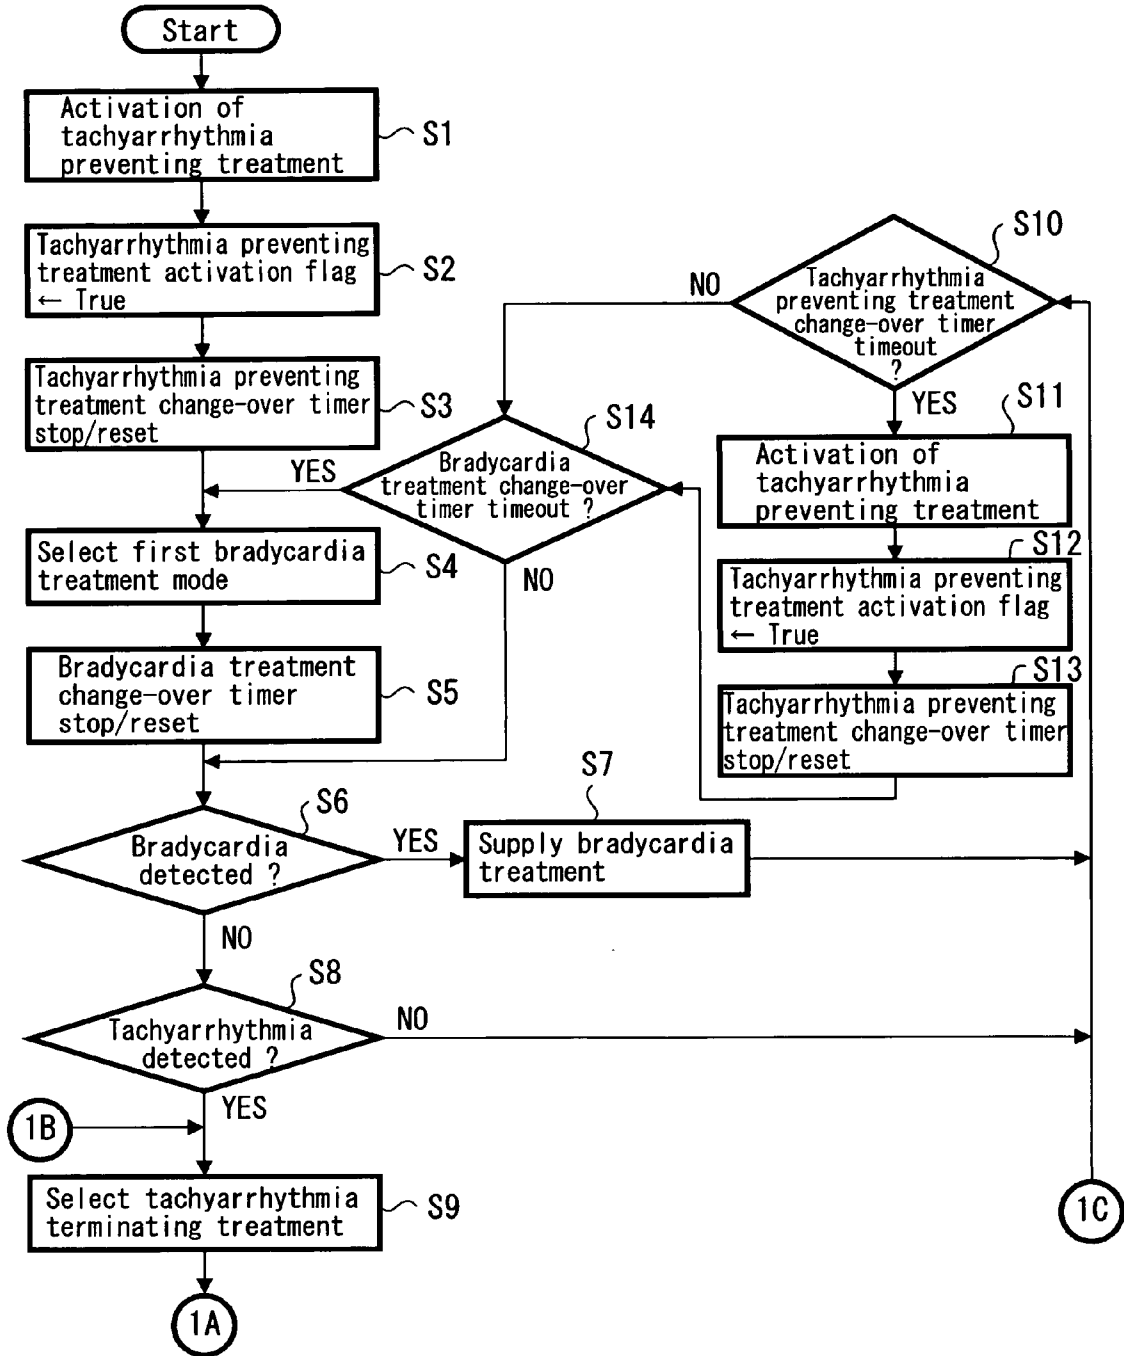 Start
Activation of
tachyarrhythmia
preventing treatment
S1
Tachyarrhythmia preventing
treatment activation flag
← True
S2
Tachyarrhythmia preventing
treatment change-over timer
stop/reset
S3
Select first bradycardia
treatment mode
S4
Bradycardia treatment
change-over timer
stop/reset
S5
Bradycardia
detected ?
S6
YES
NO
Supply bradycardia
treatment
S7
Tachyarrhythmia
detected ?
S8
NO
YES
1B
Select tachyarrhythmia
terminating treatment
S9
1A
Tachyarrhythmia
preventing treatment
change-over timer
timeout
?
S10
NO
YES
Activation of
tachyarrhythmia
preventing treatment
S11
Tachyarrhythmia preventing
treatment activation flag
← True
S12
Tachyarrhythmia preventing
treatment change-over timer
stop/reset
S13
Bradycardia
treatment change-over
timer timeout ?
S14
YES
NO
1C